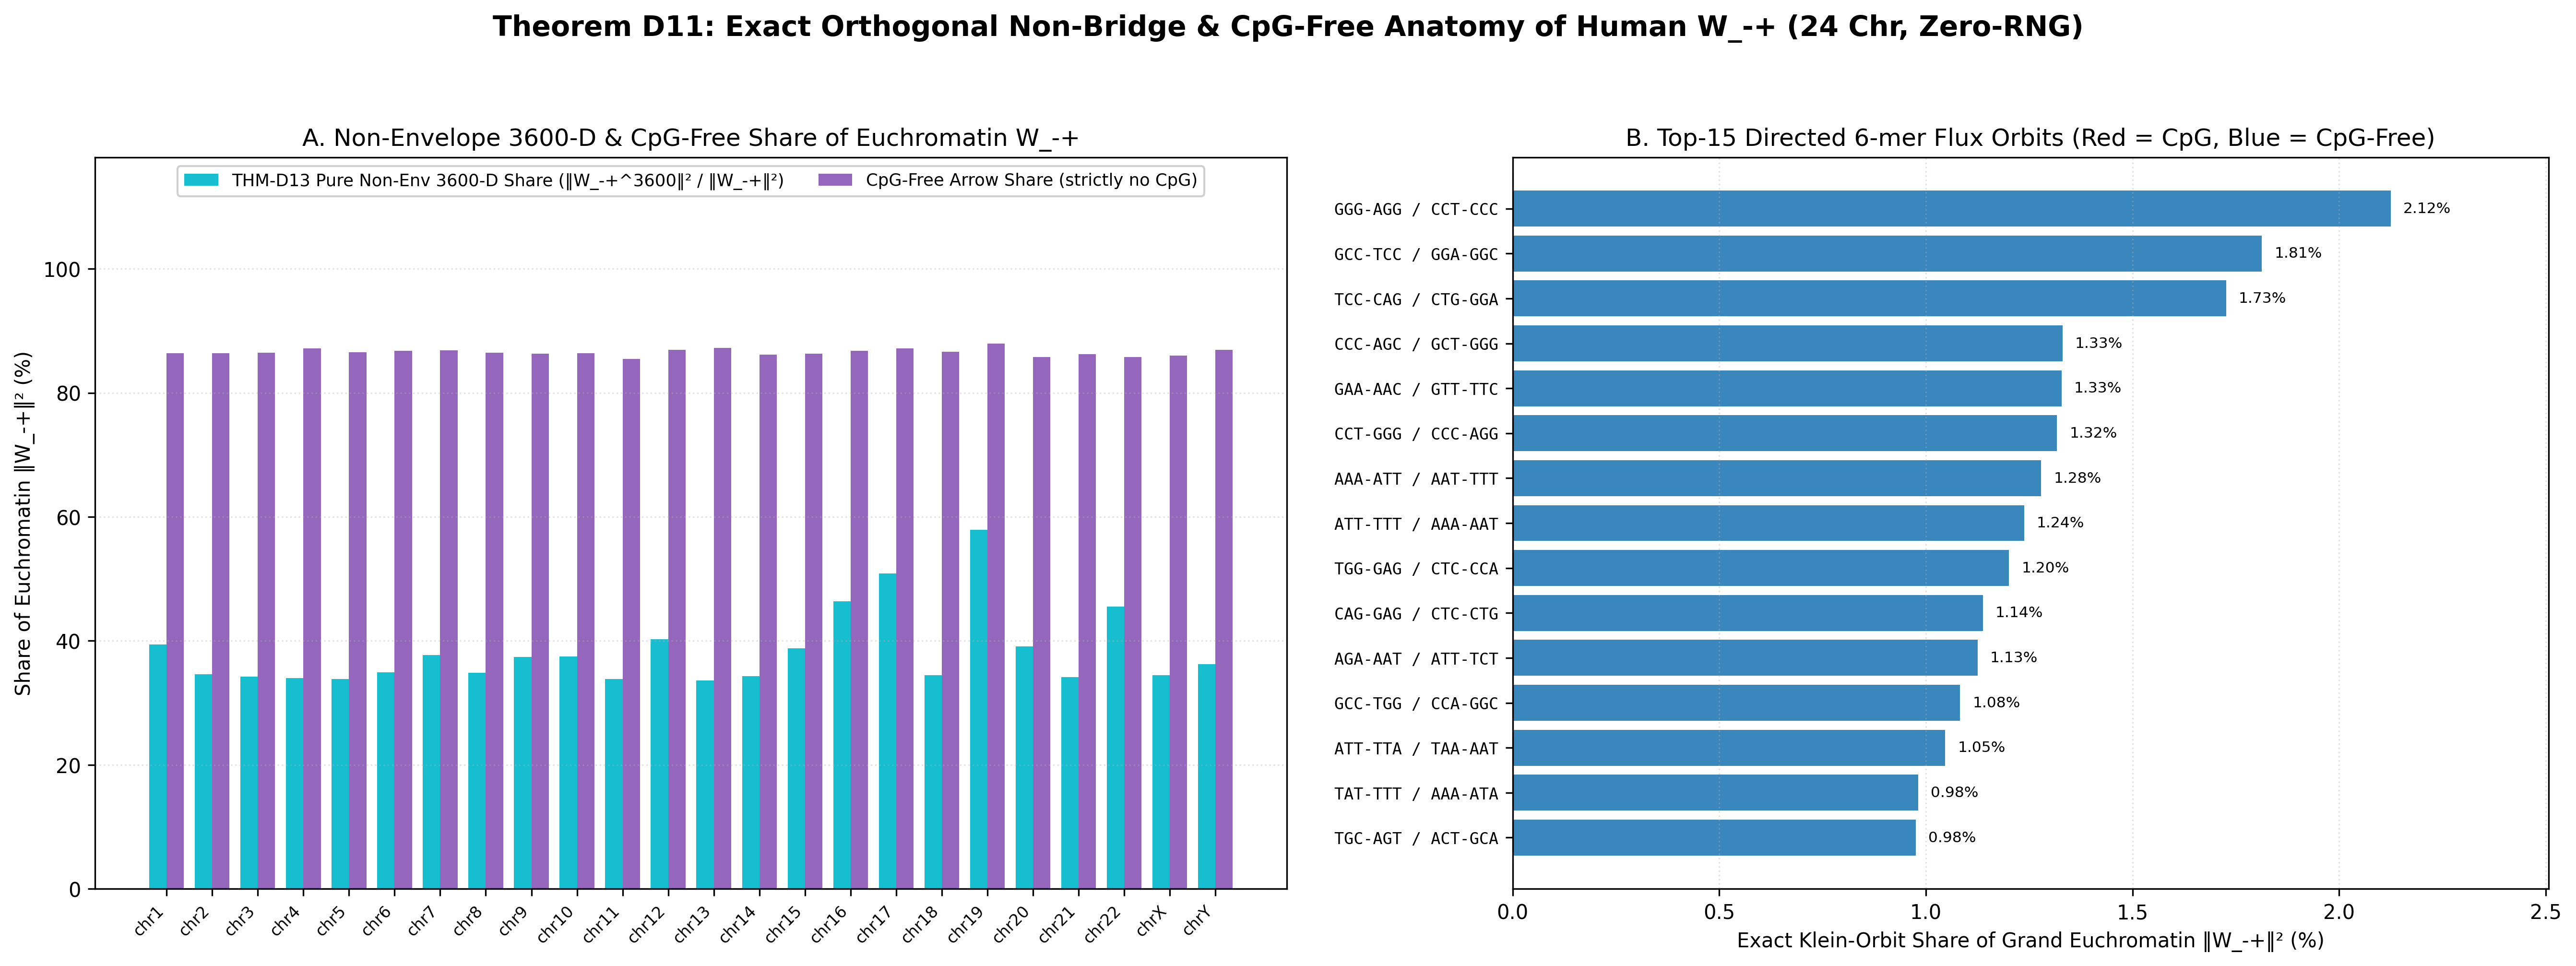 Theorem D11: Exact Orthogonal Non-Bridge & CpG-Free Anatomy of Human W_-+ (24 Chr, Zero-RNG)
A. Non-Envelope 3600-D & CpG-Free Share of Euchromatin W_-+
THM-D13 Pure Non-Env 3600-D Share (‖W_-+^3600‖² / ‖W_-+‖²)
CpG-Free Arrow Share (strictly no CpG)
Share of Euchromatin ‖W_-+‖² (%)
100
80
60
40
20
0
chr1
chr2
chr3
chr4
chr5
chr6
chr7
chr8
chr9
chr10
chr11
chr12
chr13
chr14
chr15
chr16
chr17
chr18
chr19
chr20
chr21
chr22
chrX
chrY
B. Top-15 Directed 6-mer Flux Orbits (Red = CpG, Blue = CpG-Free)
GGG-AGG / CCT-CCC 2.12%
GCC-TCC / GGA-GGC 1.81%
TCC-CAG / CTG-GGA 1.73%
CCC-AGC / GCT-GGG 1.33%
GAA-AAC / GTT-TTC 1.33%
CCT-GGG / CCC-AGG 1.32%
AAA-ATT / AAT-TTT 1.28%
ATT-TTT / AAA-AAT 1.24%
TGG-GAG / CTC-CCA 1.20%
CAG-GAG / CTC-CTG 1.14%
AGA-AAT / ATT-TCT 1.13%
GCC-TGG / CCA-GGC 1.08%
ATT-TTA / TAA-AAT 1.05%
TAT-TTT / AAA-ATA 0.98%
TGC-AGT / ACT-GCA 0.98%
0.0 0.5 1.0 1.5 2.0 2.5
Exact Klein-Orbit Share of Grand Euchromatin ‖W_-+‖² (%)